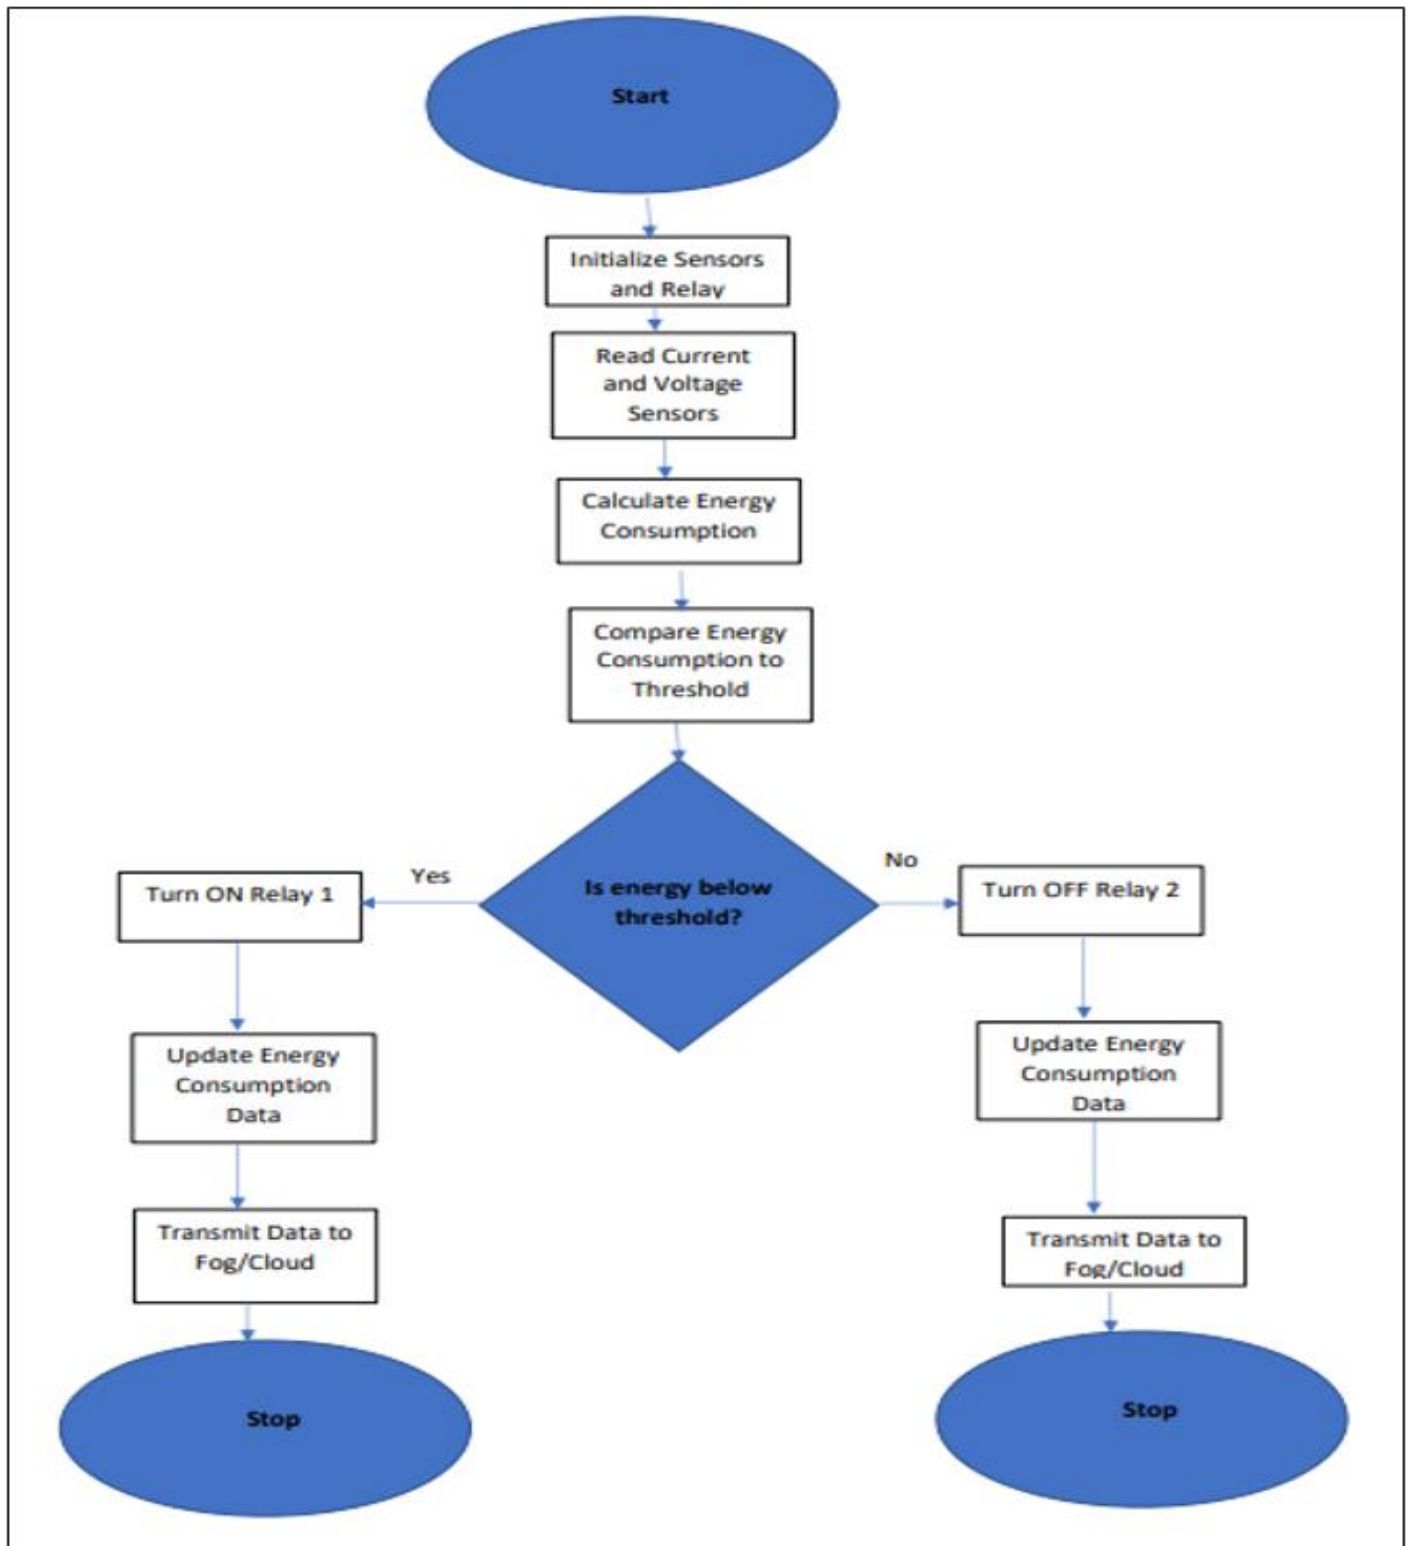 Start
Initialize Sensors
and Relay
Read Current
and Voltage
Sensors
Calculate Energy
Consumption
Compare Energy
Consumption to
Threshold
Is energy below
threshold?
Yes
No
Turn ON Relay 1
Update Energy
Consumption
Data
Transmit Data to
Fog/Cloud
Stop
Turn OFF Relay 2
Update Energy
Consumption
Data
Transmit Data to
Fog/Cloud
Stop